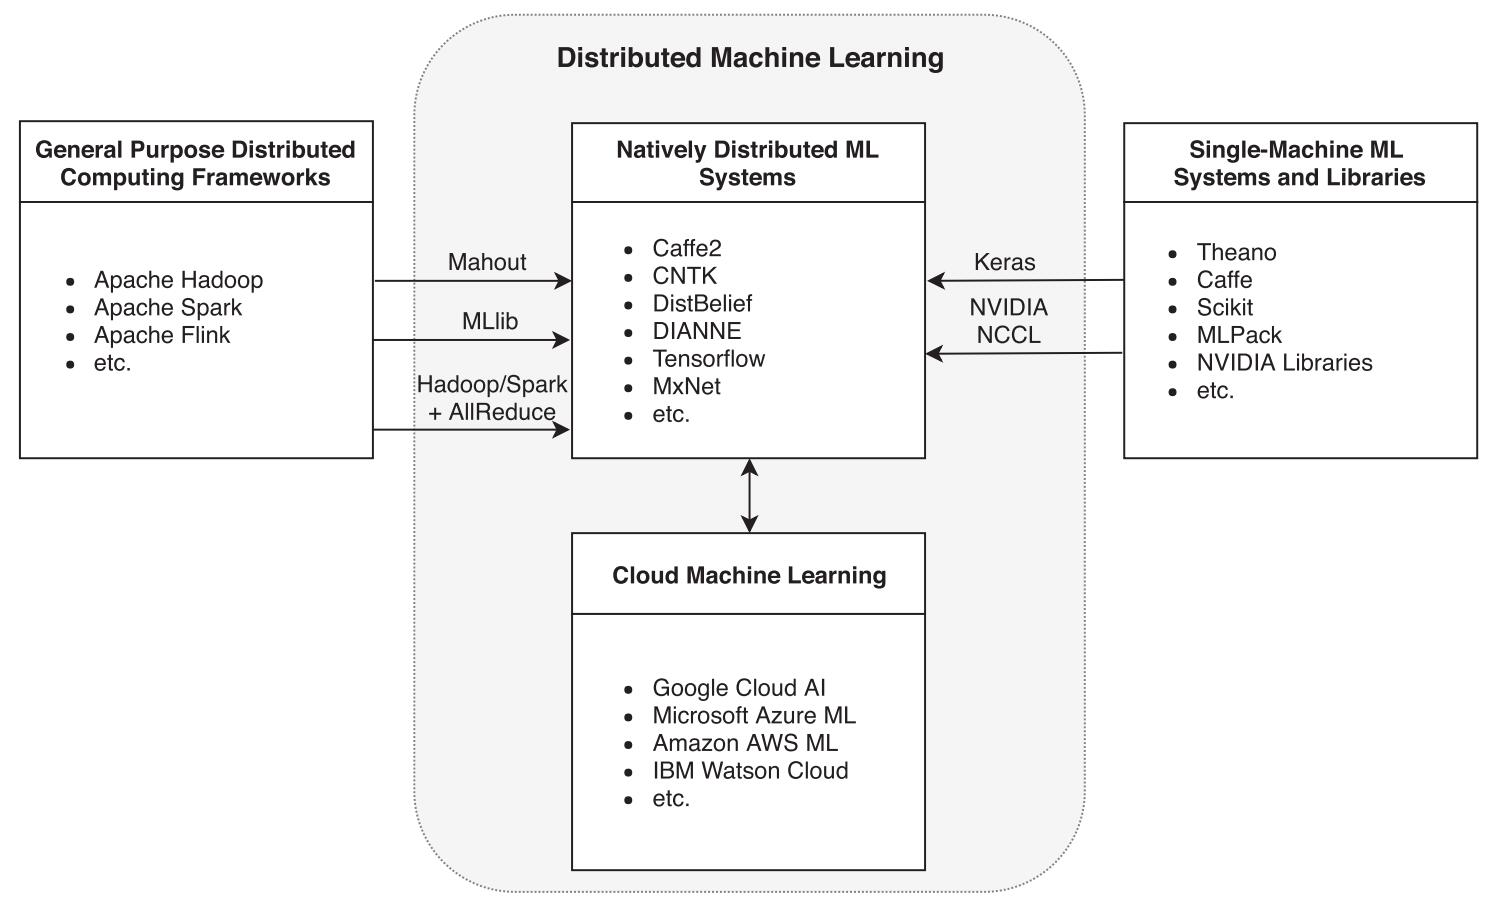 Distributed Machine Learning
General Purpose Distributed
Computing Frameworks
• Apache Hadoop
• Apache Spark
• Apache Flink
• etc.
Mahout
MLlib
Hadoop/Spark
+ AllReduce
Natively Distributed ML
Systems
• Caffe2
• CNTK
• DistBelief
• DIANNE
• Tensorflow
• MxNet
• etc.
Keras
NVIDIA
NCCL
Single-Machine ML
Systems and Libraries
• Theano
• Caffe
• Scikit
• MLPack
• NVIDIA Libraries
• etc.
Cloud Machine Learning
• Google Cloud AI
• Microsoft Azure ML
• Amazon AWS ML
• IBM Watson Cloud
• etc.